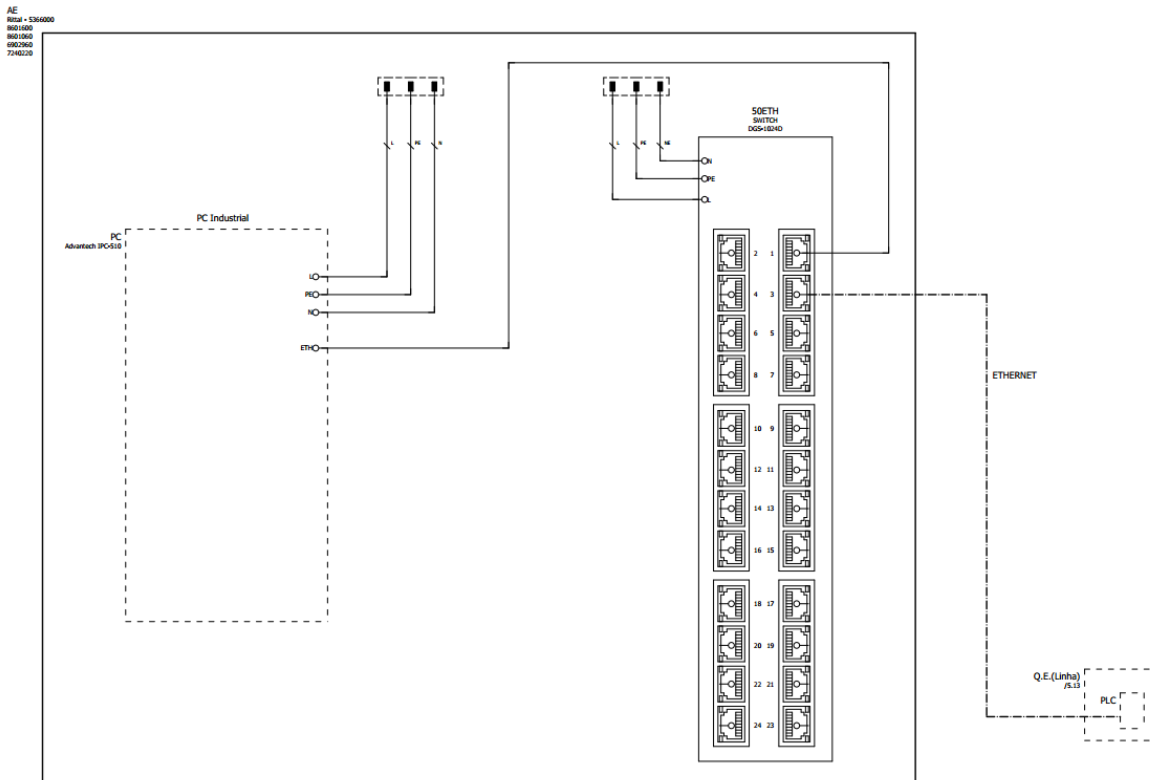 AE
Rittal - 5366000
8601600
8601060
6902960
7240220
50ETH
SWITCH
DGS-1024D
L PE N
L PE NE
N
PE
L
PC Industrial
PC
Advantech IPC-510
L
PE
N
ETH
2 1
4 3
6 5
8 7
10 9
12 11
14 13
16 15
18 17
20 19
22 21
24 23
ETHERNET
Q.E.(Linha)
/5.13
PLC